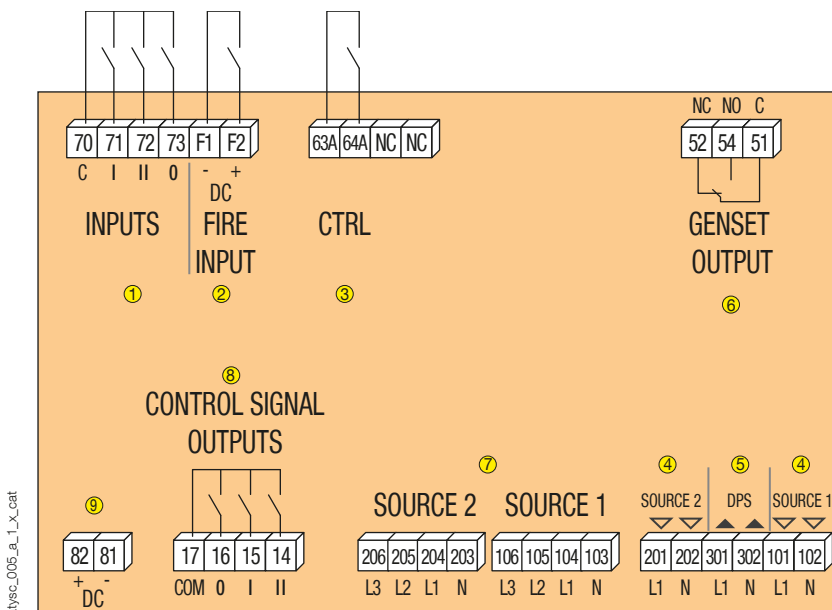 NC NO C
70 71 72 73 F1 F2
63A 64A NC NC
52 54 51
C I II 0 - +
DC
INPUTS
FIRE
INPUT
CTRL
GENSET
OUTPUT
1
2
3
6
8
CONTROL SIGNAL
OUTPUTS
9
7
4
5
4
SOURCE 2
SOURCE 1
SOURCE 2
DPS
SOURCE 1
82 81
17 16 15 14
206 205 204 203
106 105 104 103
201 202 301 302 101 102
+ -
DC
COM 0 I II
L3 L2 L1 N
L3 L2 L1 N
L1 N L1 N L1 N
tysc_005_a_1_x_cat